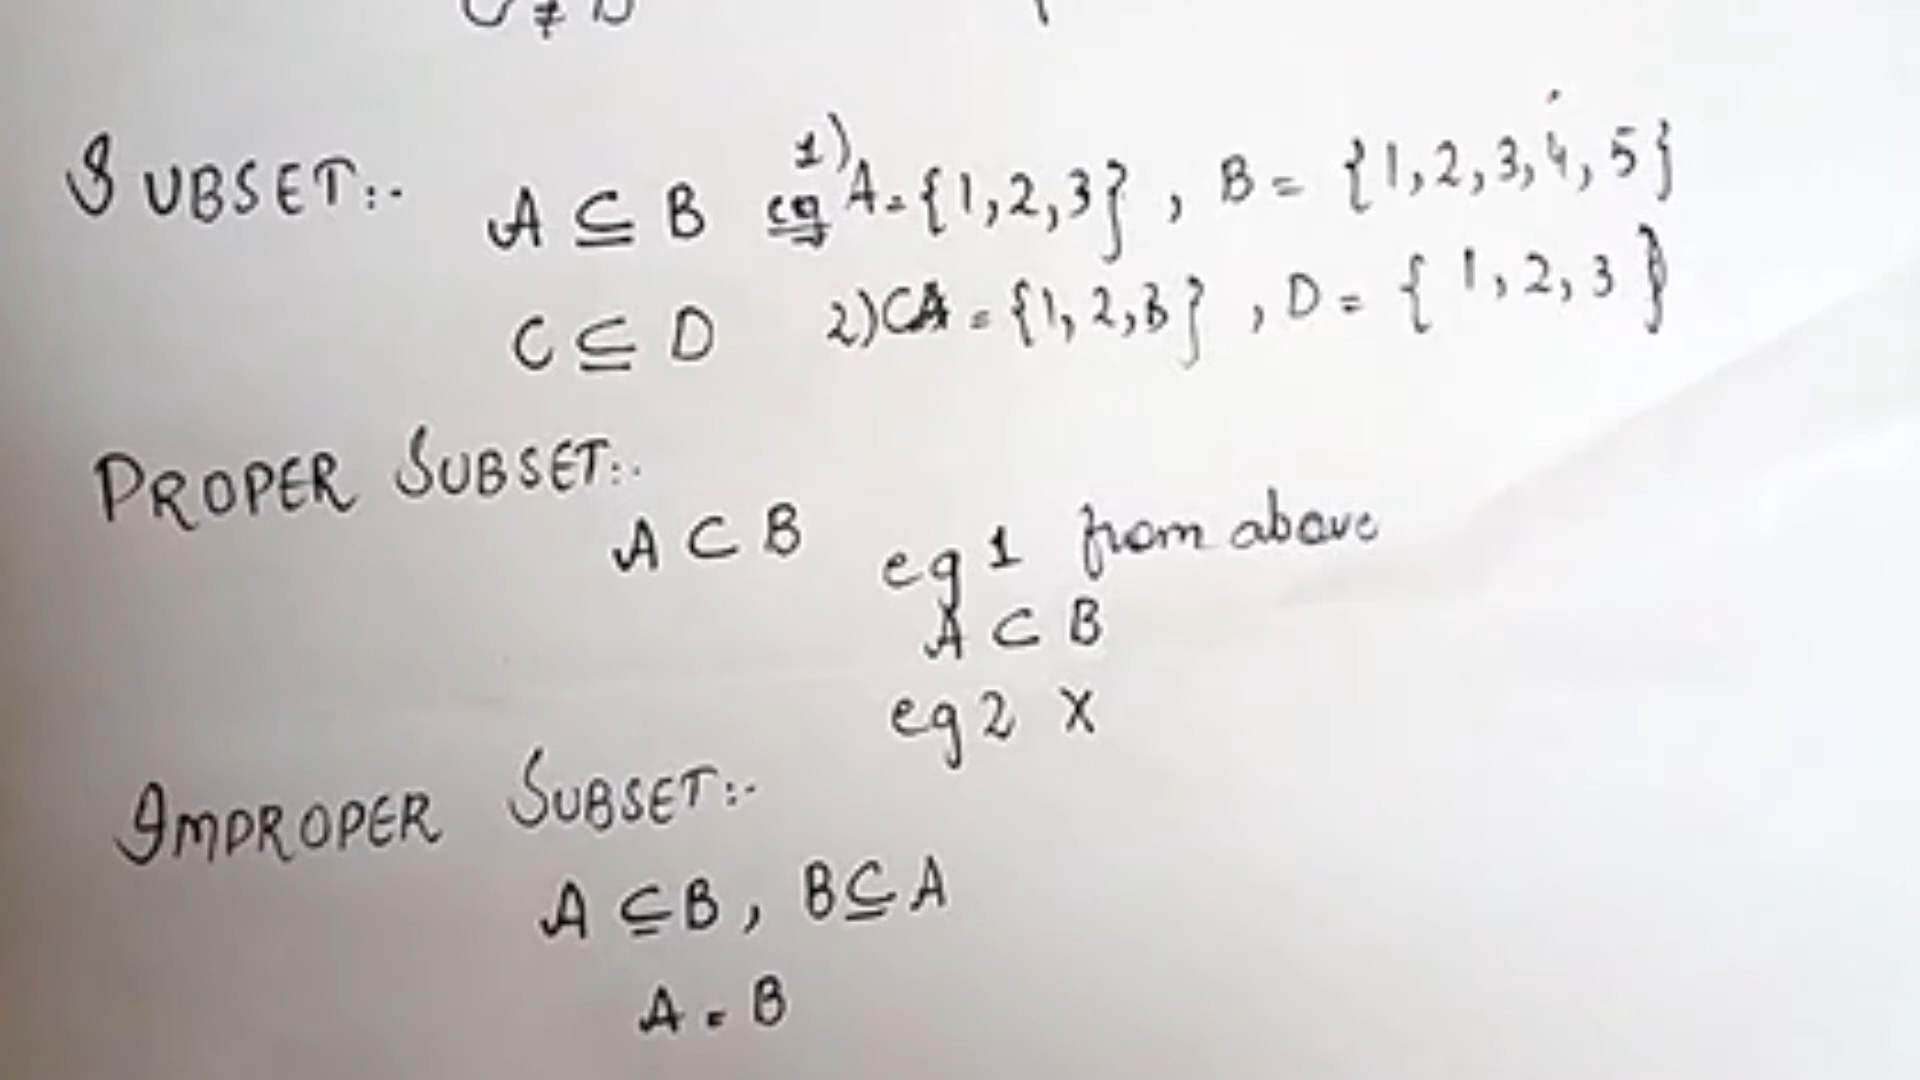 SUBSET:- A ⊆ B eg 1) A = {1,2,3}, B = {1,2,3,4,5}
C ⊆ D 2) C = {1,2,3}, D = {1,2,3}
PROPER SUBSET:-
A ⊂ B eg 1 from above
A ⊂ B
eg 2 X
IMPROPER SUBSET:-
A ⊆ B, B ⊆ A
A = B